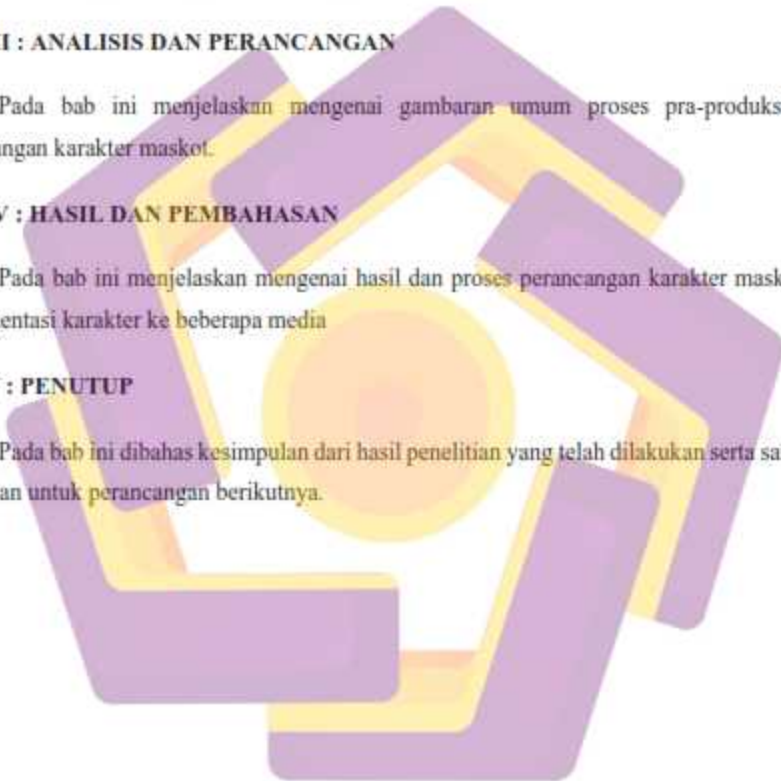 I : ANALISIS DAN PERANCANGAN
Pada bab ini menjelaskan mengenai gambaran umum proses pra-produks
ngan karakter maskot.
V : HASIL DAN PEMBAHASAN
Pada bab ini menjelaskan mengenai hasil dan proses perancangan karakter mask
entasi karakter ke beberapa media
: PENUTUP
Pada bab ini dibahas kesimpulan dari hasil penelitian yang telah dilakukan serta sa
an untuk perancangan berikutnya.